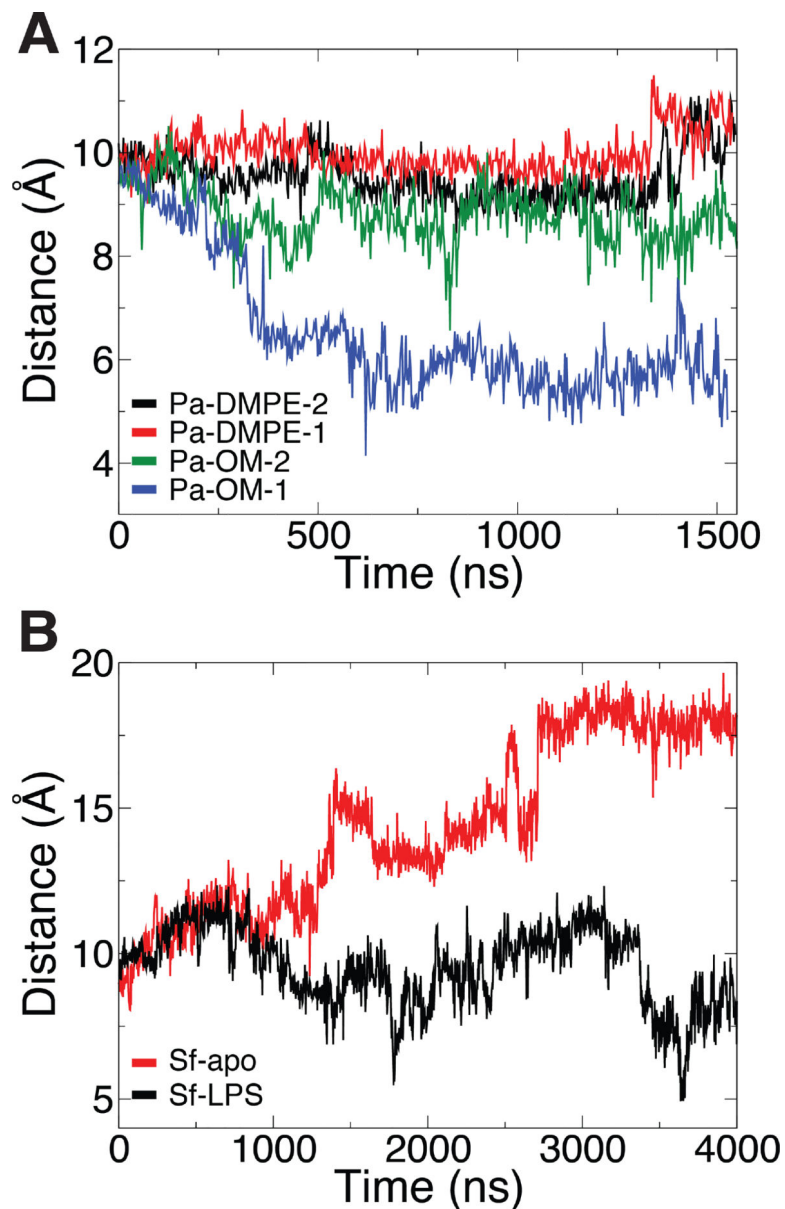 A
12
10
8
6
4
Distance (Å)
Pa-DMPE-2
Pa-DMPE-1
Pa-OM-2
Pa-OM-1
0 500 1000 1500
Time (ns)
B
20
15
10
5
Distance (Å)
Sf-apo
Sf-LPS
0 1000 2000 3000 4000
Time (ns)